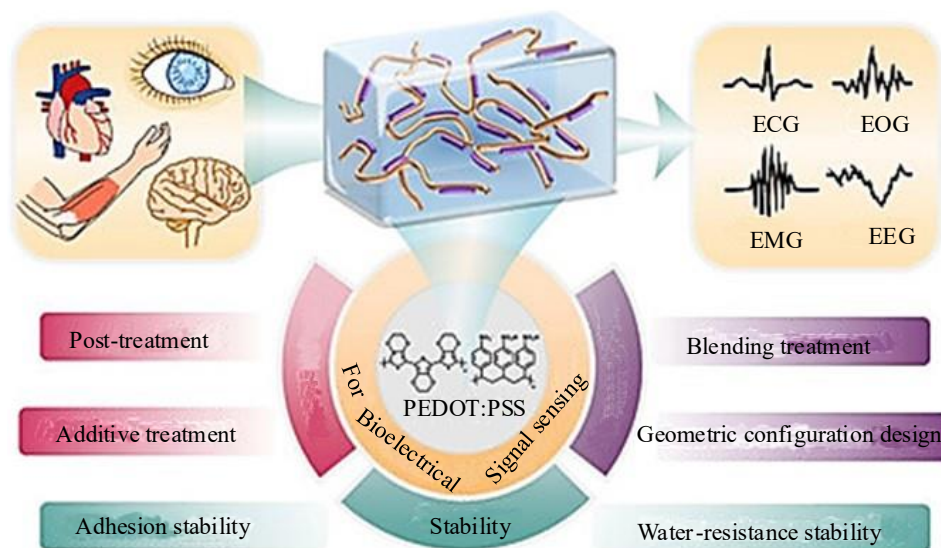 ECG
EOG
EMG
EEG
Post-treatment
Blending treatment
PEDOT:PSS
Additive treatment
For Bioelectrical
Signal sensing
Geometric configuration design
Adhesion stability
Stability
Water-resistance stability